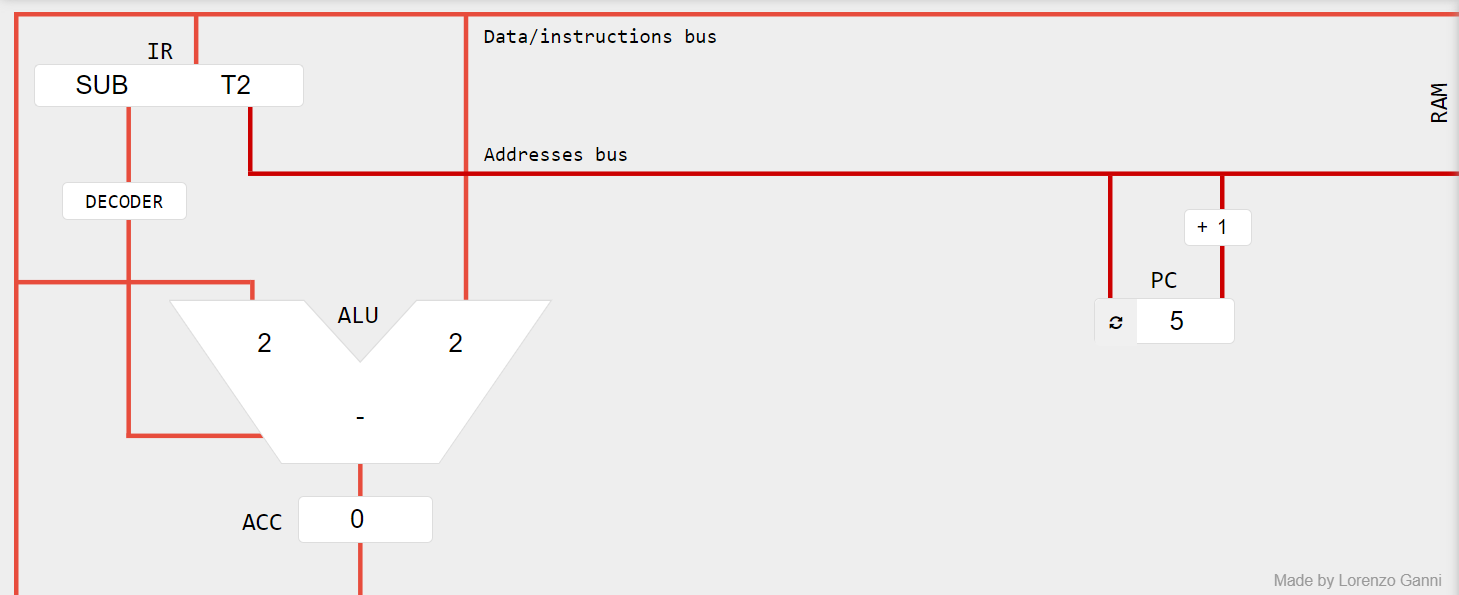 Data/instructions bus
IR
SUB T2
RAM
Addresses bus
DECODER
+ 1
PC
5
ALU
2 2
-
ACC 0
Made by Lorenzo Ganni